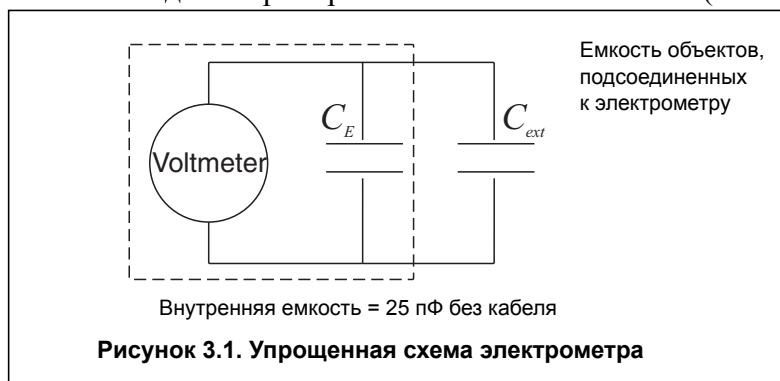 Емкость объектов,
подсоединенных
к электрометру
C_E
C_ext
Voltmeter
Внутренняя емкость = 25 пФ без кабеля
Рисунок 3.1. Упрощенная схема электрометра